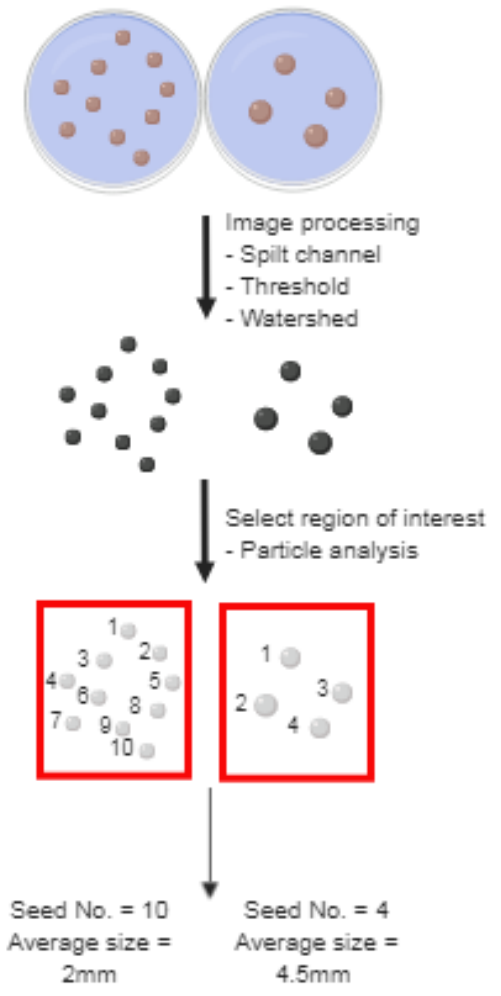 Image processing
- Spilt channel
- Threshold
- Watershed
Select region of interest
- Particle analysis
1
2
3
4
5
6
7
8
9
10
1
2
3
4
Seed No. = 10
Average size =
2mm
Seed No. = 4
Average size =
4.5mm